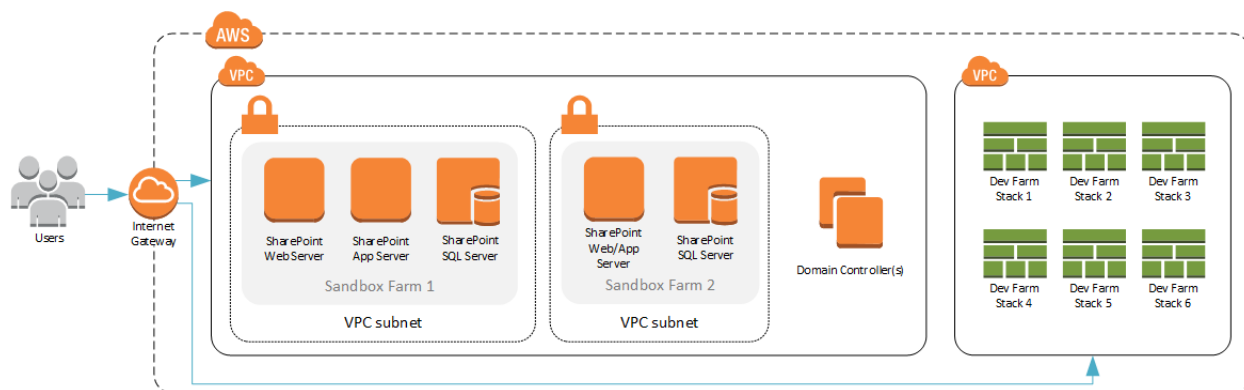 AWS
VPC
VPC
Users
Internet
Gateway
SharePoint
Web Server
SharePoint
App Server
SharePoint
SQL Server
Sandbox Farm 1
VPC subnet
SharePoint
Web/App
Server
SharePoint
SQL Server
Sandbox Farm 2
VPC subnet
Domain Controller(s)
Dev Farm
Stack 1
Dev Farm
Stack 2
Dev Farm
Stack 3
Dev Farm
Stack 4
Dev Farm
Stack 5
Dev Farm
Stack 6